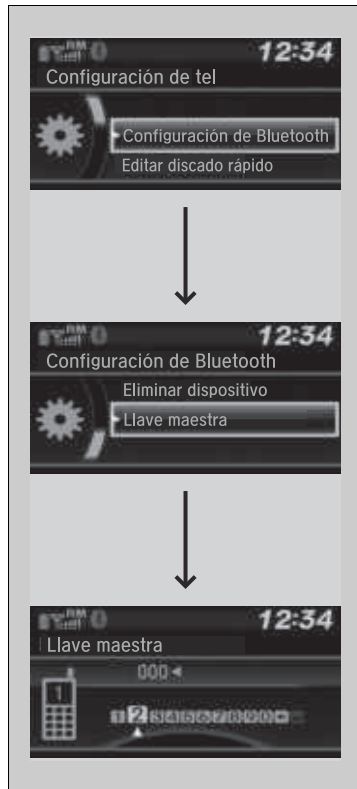 12:34
Configuración de tel
Configuración de Bluetooth
Editar discado rápido
12:34
Configuración de Bluetooth
Eliminar dispositivo
Llave maestra
12:34
Llave maestra
000
1
2